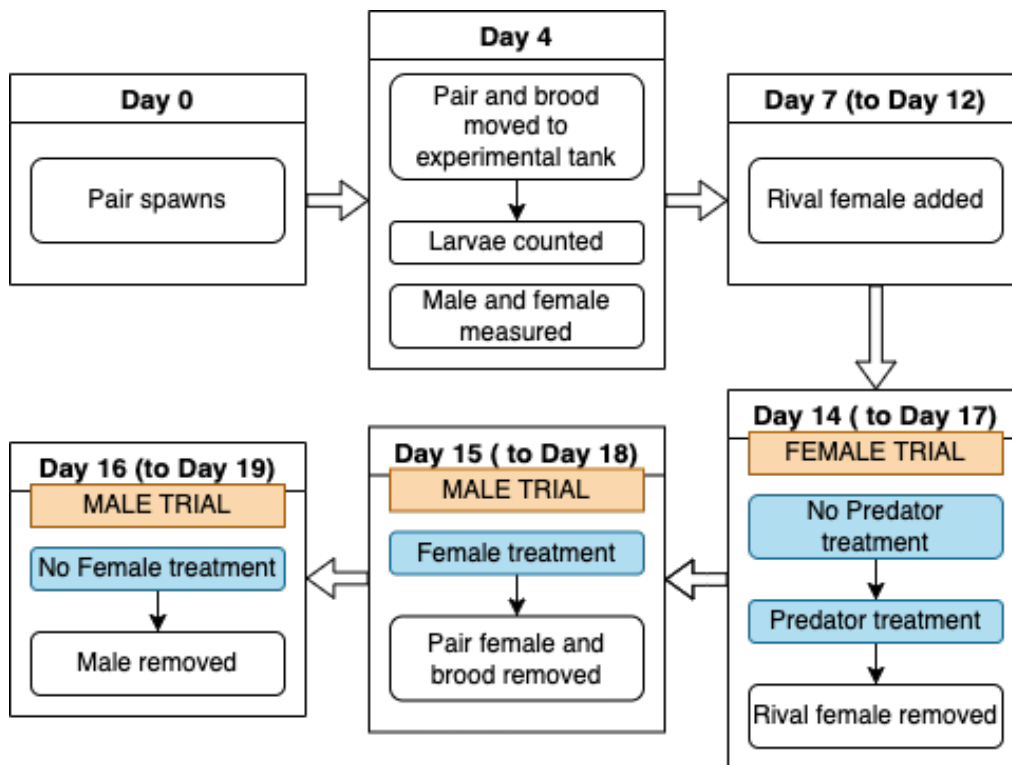 Day 0
Pair spawns
Day 4
Pair and brood
moved to
experimental tank
Larvae counted
Male and female
measured
Day 7 (to Day 12)
Rival female added
Day 14 ( to Day 17)
FEMALE TRIAL
No Predator
treatment
Predator treatment
Rival female removed
Day 15 ( to Day 18)
MALE TRIAL
Female treatment
Pair female and
brood removed
Day 16 (to Day 19)
MALE TRIAL
No Female treatment
Male removed